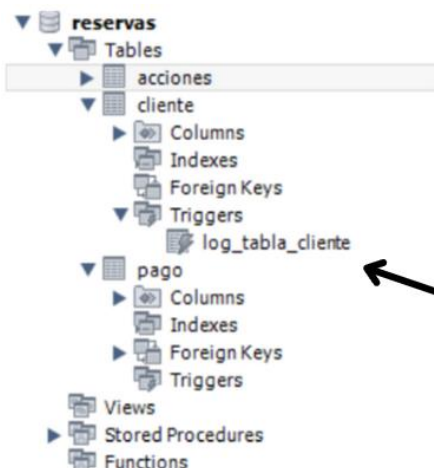 reservas
Tables
acciones
cliente
Columns
Indexes
Foreign Keys
Triggers
log_tabla_cliente
pago
Columns
Indexes
Foreign Keys
Triggers
Views
Stored Procedures
Functions